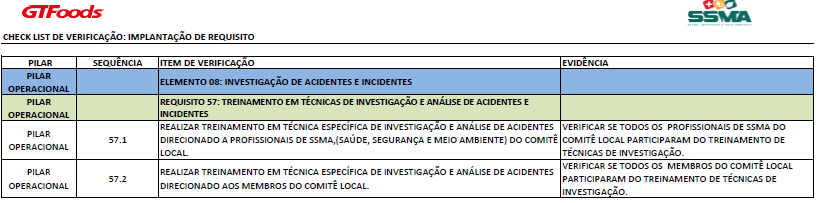 GTFoods
SSMA
CHECK LIST DE VERIFICAÇÃO: IMPLANTAÇÃO DE REQUISITO
PILAR SEQUÊNCIA ITEM DE VERIFICAÇÃO EVIDÊNCIA
PILAR
OPERACIONAL
ELEMENTO 08: INVESTIGAÇÃO DE ACIDENTES E INCIDENTES
PILAR
OPERACIONAL
REQUISITO 57: TREINAMENTO EM TÉCNICAS DE INVESTIGAÇÃO E ANÁLISE DE ACIDENTES E
INCIDENTES
PILAR
OPERACIONAL
57.1
REALIZAR TREINAMENTO EM TÉCNICA ESPECÍFICA DE INVESTIGAÇÃO E ANÁLISE DE ACIDENTES
DIRECIONADO A PROFISSIONAIS DE SSMA,(SAÚDE, SEGURANÇA E MEIO AMBIENTE) DO COMITÊ
LOCAL.
VERIFICAR SE TODOS OS PROFISSIONAIS DE SSMA DO
COMITÊ LOCAL PARTICIPARAM DO TREINAMENTO DE
TÉCNICAS DE INVESTIGAÇÃO.
PILAR
OPERACIONAL
57.2
REALIZAR TREINAMENTO EM TÉCNICA ESPECÍFICA DE INVESTIGAÇÃO E ANÁLISE DE ACIDENTES
DIRECIONADO AOS MEMBROS DO COMITÊ LOCAL.
VERIFICAR SE TODOS OS MEMBROS DO COMITÊ LOCAL
PARTICIPARAM DO TREINAMENTO DE TÉCNICAS DE
INVESTIGAÇÃO.